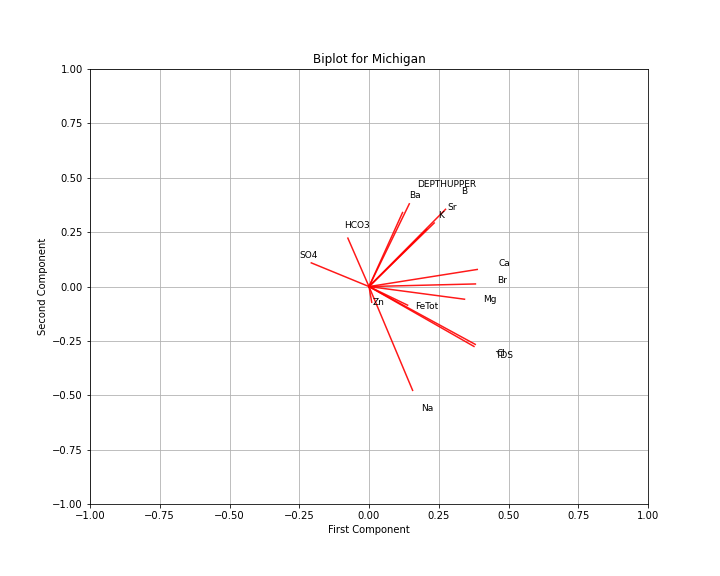 Biplot for Michigan
1.00
0.75
0.50
0.25
0.00
−0.25
−0.50
−0.75
−1.00
Second Component
DEPTHUPPER
B
Ba
Sr
K
HCO3
SO4
Ca
Br
Mg
Zn
FeTot
Cl
TDS
Na
−1.00 −0.75 −0.50 −0.25 0.00 0.25 0.50 0.75 1.00
First Component